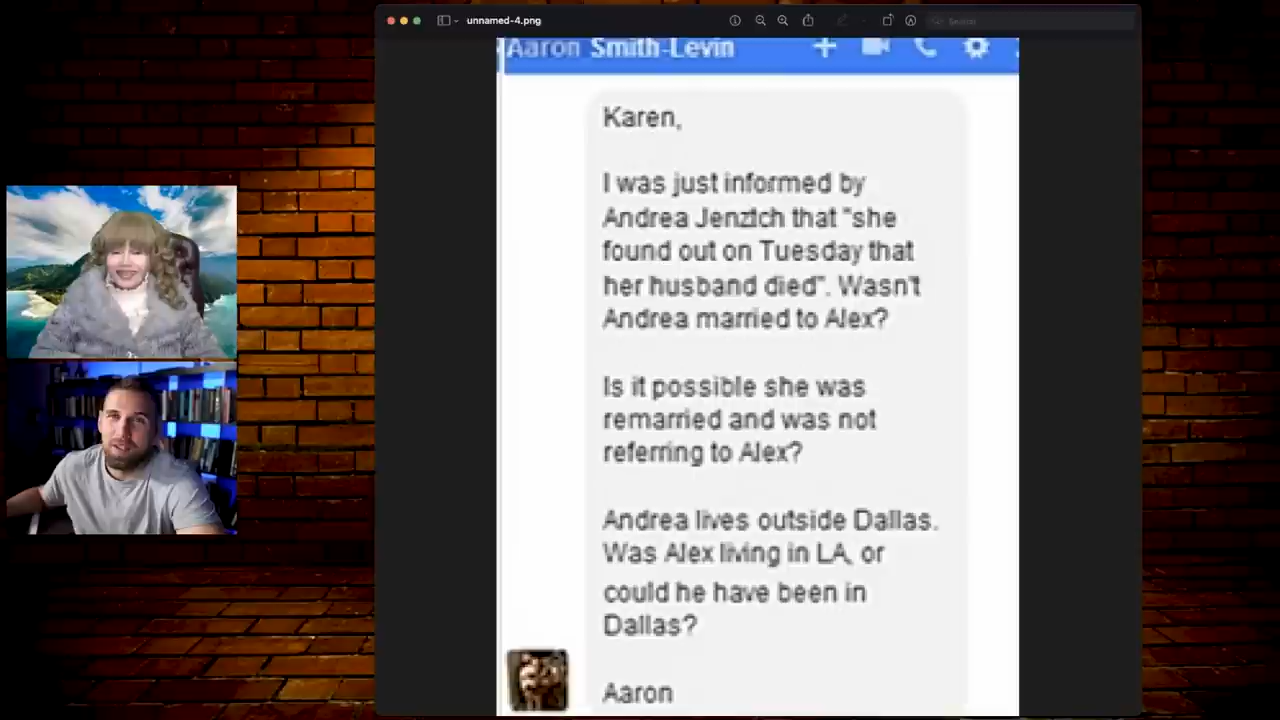 unnamed-4.png
Search
Aaron Smith-Levin
Karen,
I was just informed by
Andrea Jenzich that "she
found out on Tuesday that
her husband died". Wasn't
Andrea married to Alex?
Is it possible she was
remarried and was not
referring to Alex?
Andrea lives outside Dallas.
Was Alex living in LA, or
could he have been in
Dallas?
Aaron